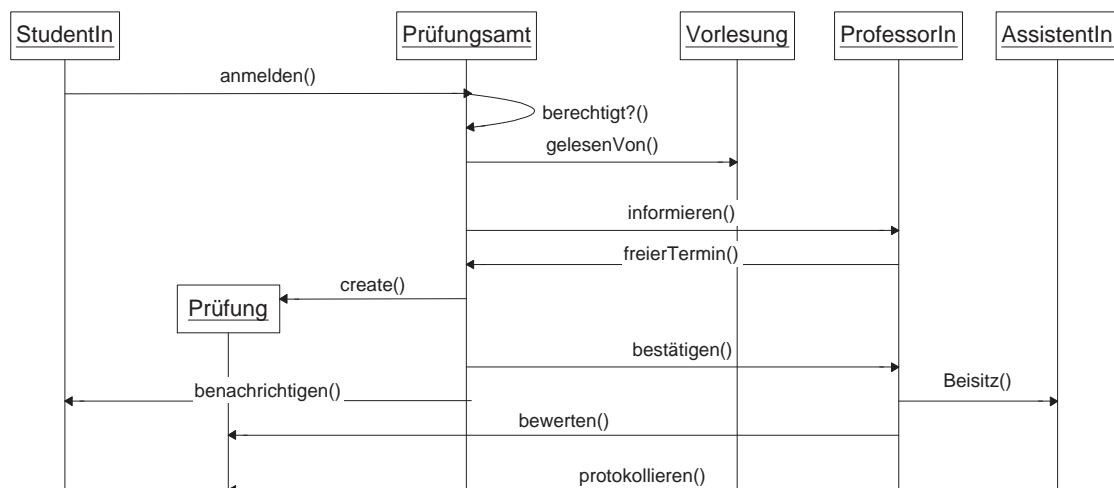 StudentIn
Prüfungsamt
Vorlesung
ProfessorIn
AssistentIn
anmelden()
berechtigt?()
gelesenVon()
informieren()
freierTermin()
create()
Prüfung
bestätigen()
benachrichtigen()
Beisitz()
bewerten()
protokollieren()